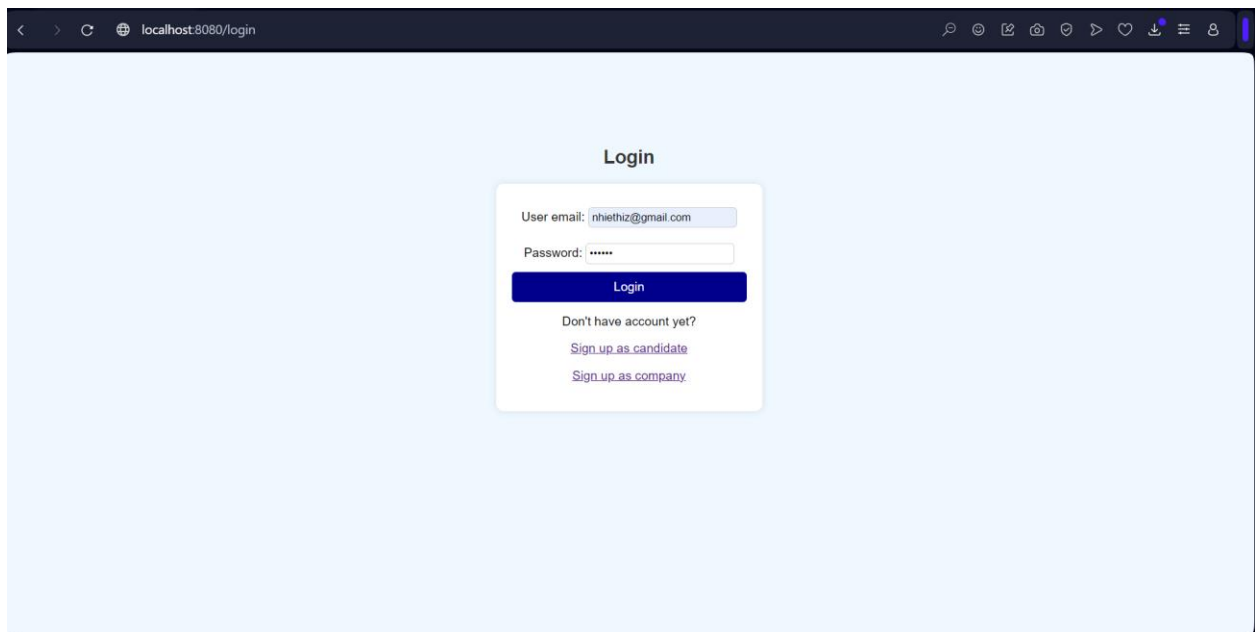 localhost:8080/login
Login
User email: nhiethiz@gmail.com
Password: ••••••
Login
Don't have account yet?
Sign up as candidate
Sign up as company